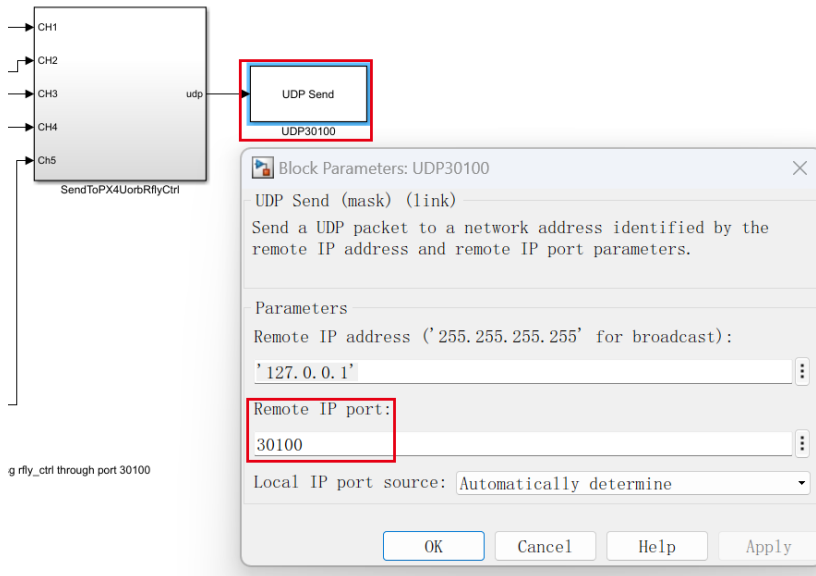 CH1
CH2
CH3
CH4
Ch5
udp
SendToPX4UorbRflyCtrl
UDP Send
UDP30100
Block Parameters: UDP30100
UDP Send (mask) (link)
Send a UDP packet to a network address identified by the
remote IP address and remote IP port parameters.
Parameters
Remote IP address ('255.255.255.255' for broadcast):
'127.0.0.1'
Remote IP port:
30100
g rfly_ctrl through port 30100
Local IP port source: Automatically determine
OK Cancel Help Apply